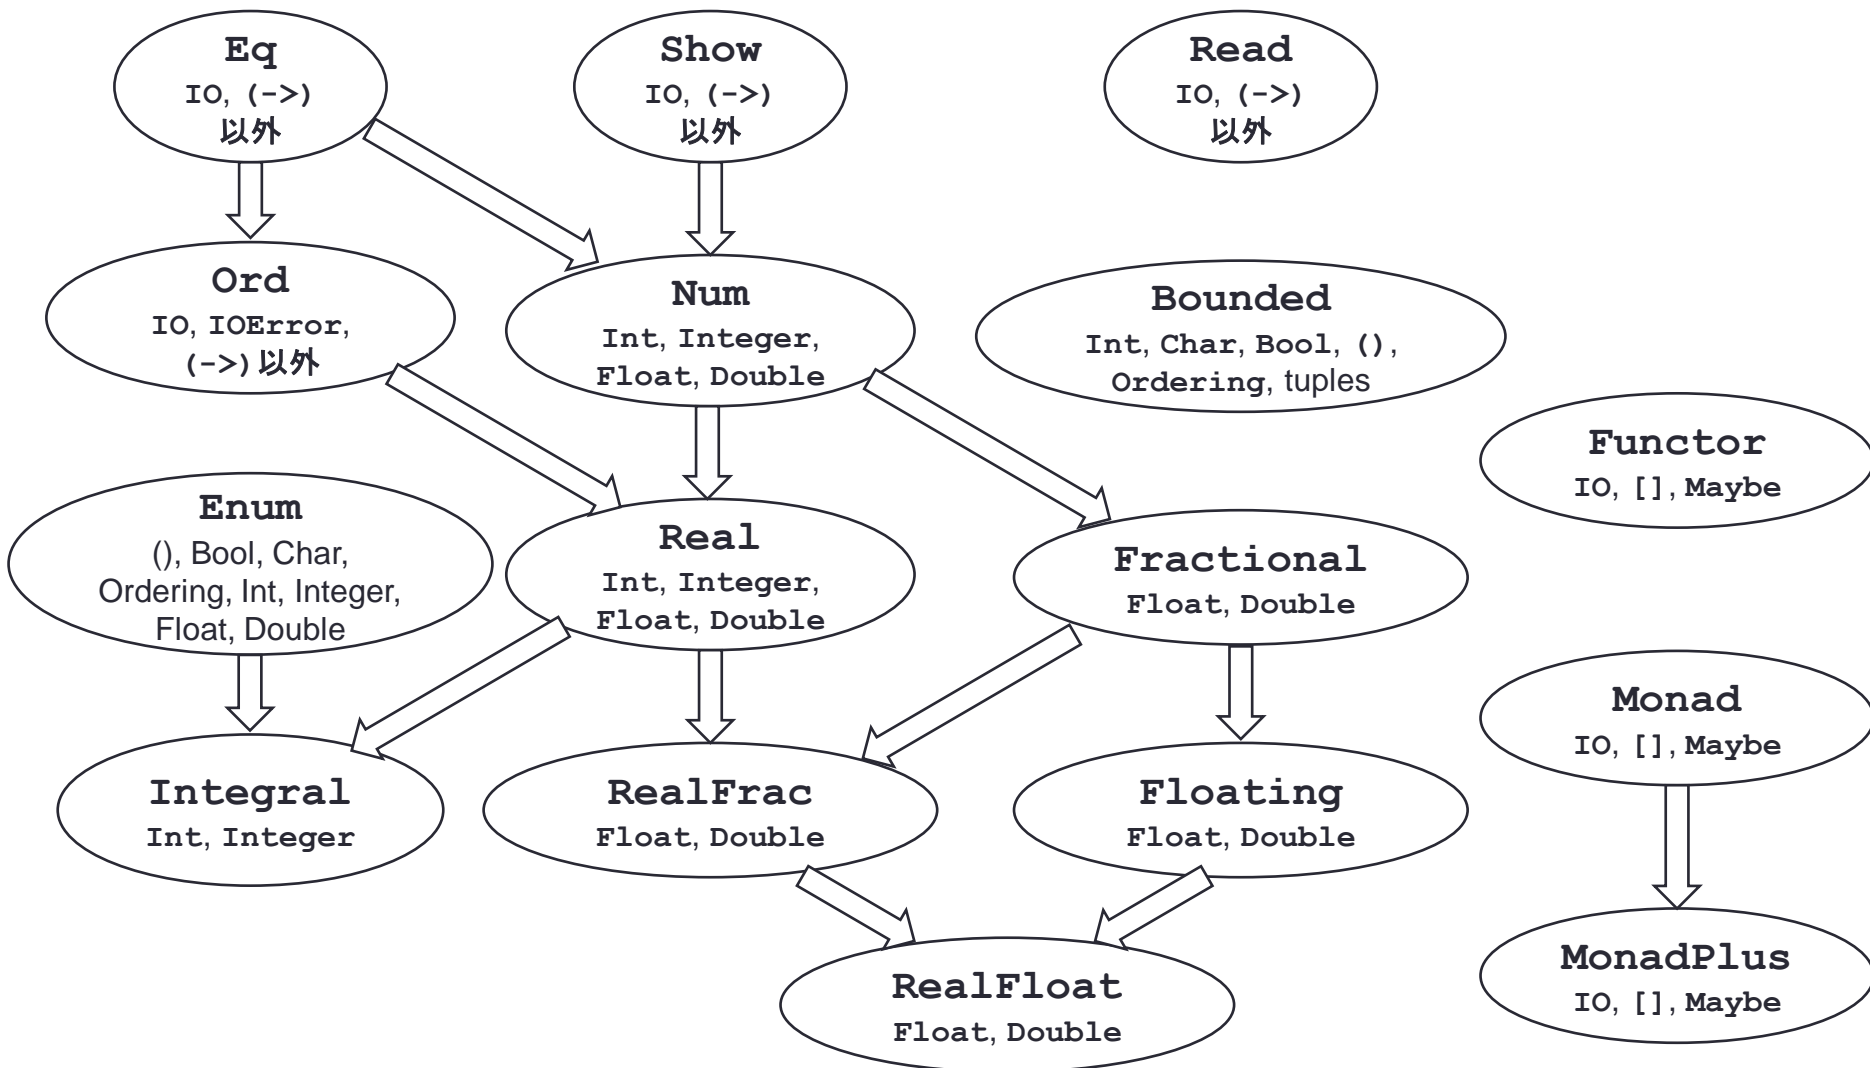 Eq
IO, (->)
以外
Show
IO, (->)
以外
Read
IO, (->)
以外
Ord
IO, IOError,
(->)以外
Num
Int, Integer,
Float, Double
Bounded
Int, Char, Bool, (),
Ordering, tuples
Functor
IO, [], Maybe
Enum
(), Bool, Char,
Ordering, Int, Integer,
Float, Double
Real
Int, Integer,
Float, Double
Fractional
Float, Double
Monad
IO, [], Maybe
Integral
Int, Integer
RealFrac
Float, Double
Floating
Float, Double
RealFloat
Float, Double
MonadPlus
IO, [], Maybe